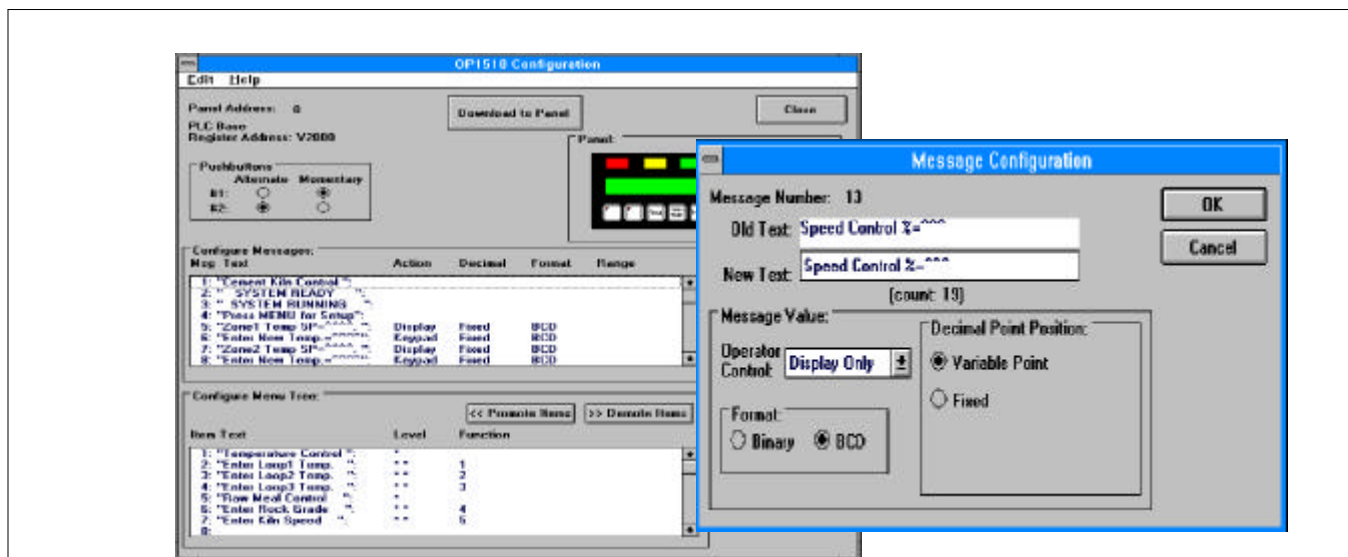 OP1510 Configuration
Edit Help
Panel Address: 0
Download to Panel
Close
PLC Base
Register Address: V2000
Panel:
Pushbuttons
Alternate Momentary
#1:
#2:
Configure Messages:
Msg Text Action Decimal Format Range
1: "Cement Kiln Control ":
2: " SYSTEM READY ":
3: " SYSTEM RUNNING ":
4: "Press MENU for Setup":
5: "Zone1 Temp SP=^^^^. ": Display Fixed BCD
6: "Enter New Temp.=^^^^": Keypad Fixed BCD
7: "Zone2 Temp SP=^^^^. ": Display Fixed BCD
8: "Enter New Temp.=^^^^": Keypad Fixed BCD
Configure Menu Tree:
<< Promote Items >> Demote Items
Item Text Level Function
1: "Temperature Control ": *
2: "Enter Loop1 Temp. ": * * 1
3: "Enter Loop2 Temp. ": * * 2
4: "Enter Loop3 Temp. ": * * 3
5: "Raw Meal Control ": *
6: "Enter Rock Grade ": * * 4
7: "Enter Kiln Speed ": * * 5
8:
Message Configuration
Message Number: 13
OK
Old Text: Speed Control %=^^^
Cancel
New Text: Speed Control %=^^^
(count: 19)
Message Value:
Decimal Point Position:
Operator Control: Display Only
Variable Point
Fixed
Format:
Binary BCD